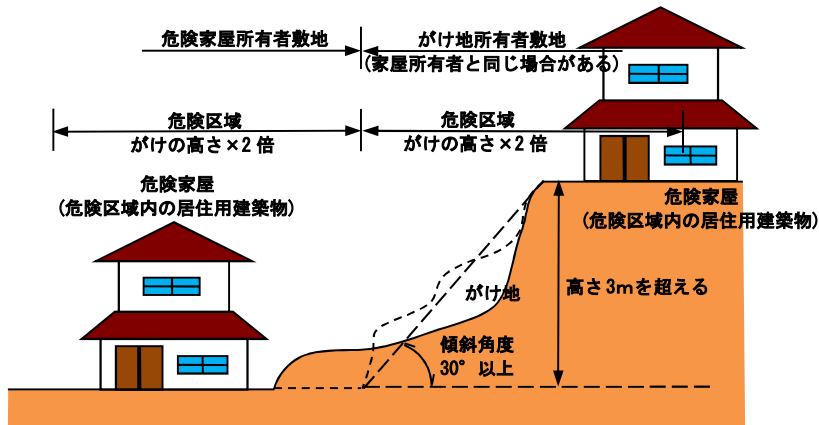 危険家屋所有者敷地
がけ地所有者敷地
(家屋所有者と同じ場合がある)
危険区域
がけの高さ×2倍
危険区域
がけの高さ×2倍
危険家屋
(危険区域内の居住用建築物)
危険家屋
(危険区域内の居住用建築物)
がけ地
高さ3mを超える
傾斜角度
30°以上